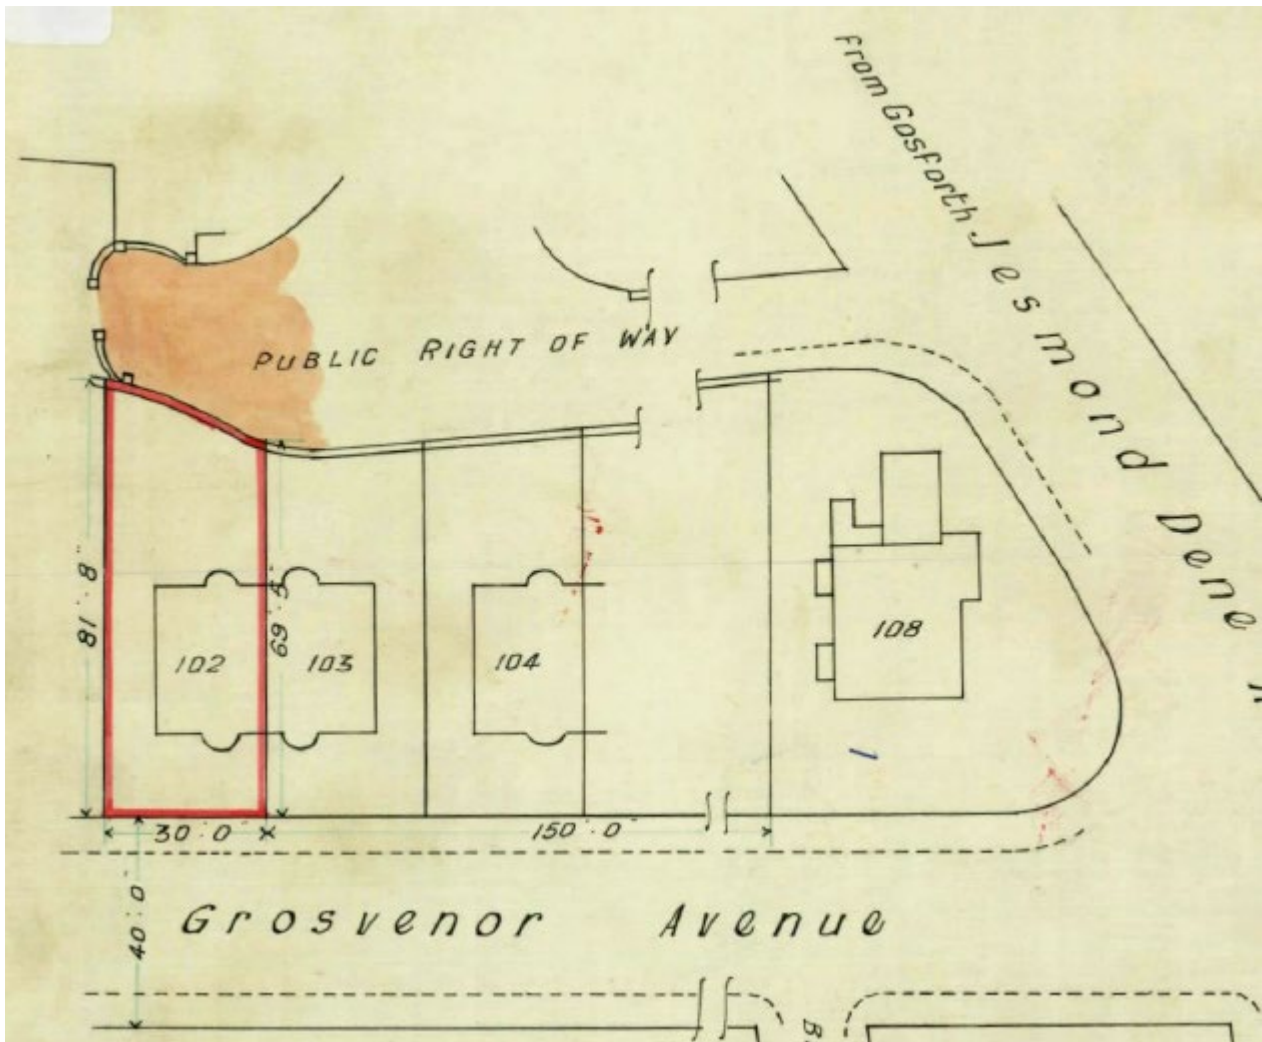 from Gosforth
Jesmond Dene
PUBLIC RIGHT OF WAY
81'.8"
69'.5"
102
103
104
108
30'.0"
150'.0"
40'.0"
Grosvenor Avenue